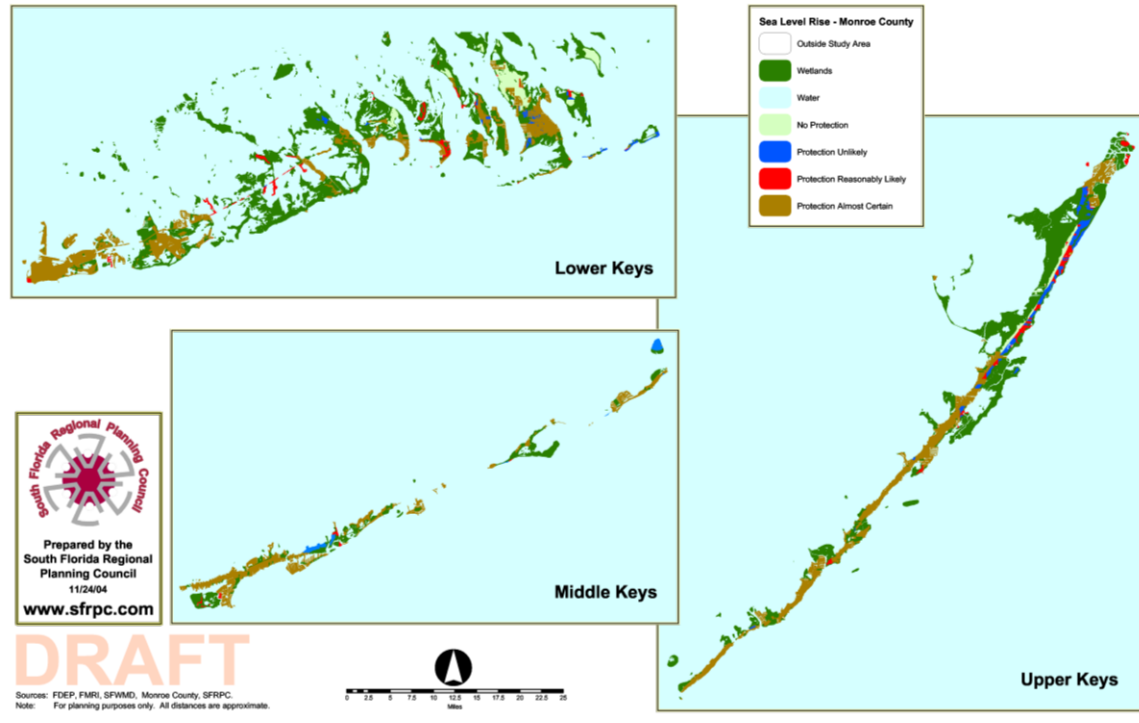 Sea Level Rise - Monroe County
Outside Study Area
Wetlands
Water
No Protection
Protection Unlikely
Protection Reasonably Likely
Protection Almost Certain
Lower Keys
Middle Keys
Upper Keys
South Florida Regional Planning Council
Prepared by the
South Florida Regional
Planning Council
11/24/04
www.sfrpc.com
DRAFT
Sources: FDEP, FMRI, SFWMD, Monroe County, SFRPC.
Note: For planning purposes only. All distances are approximate.
0 2.5 5 7.5 10 12.5 15 17.5 20 22.5 25
Miles